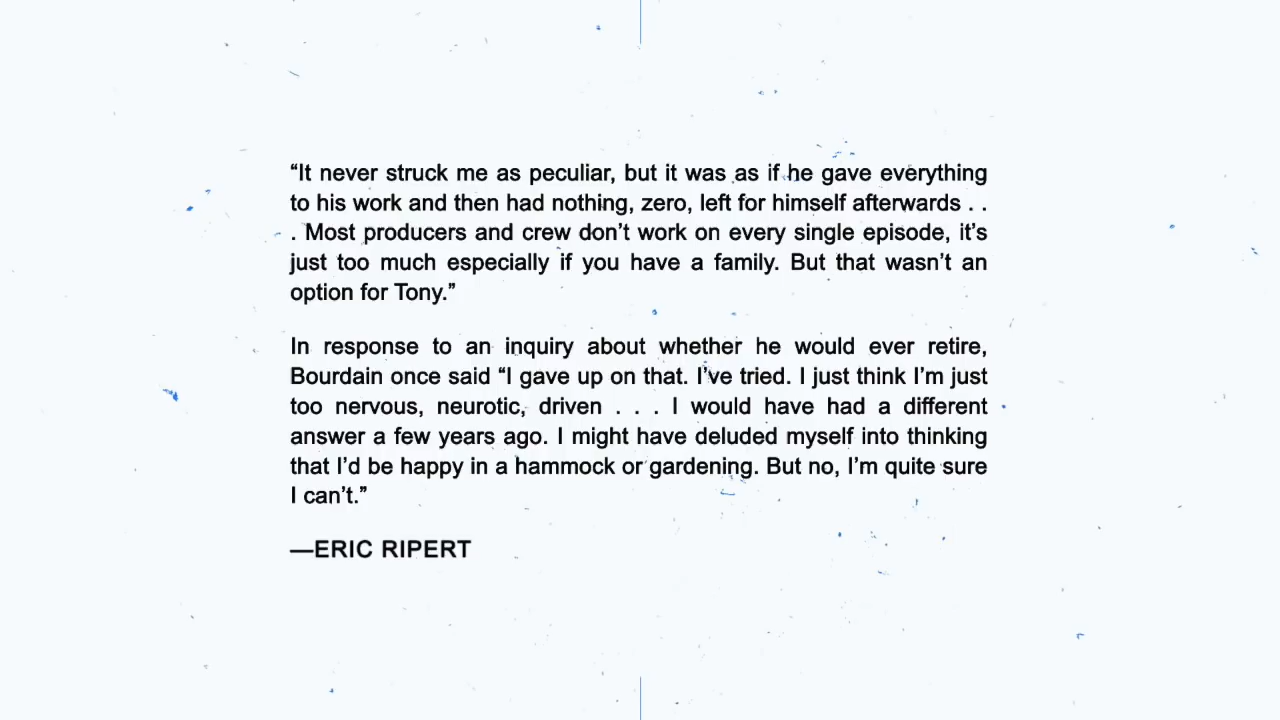 “It never struck me as peculiar, but it was as if he gave everything
to his work and then had nothing, zero, left for himself afterwards . .
. Most producers and crew don’t work on every single episode, it’s
just too much especially if you have a family. But that wasn’t an
option for Tony.”
In response to an inquiry about whether he would ever retire,
Bourdain once said “I gave up on that. I’ve tried. I just think I’m just
too nervous, neurotic, driven . . . I would have had a different
answer a few years ago. I might have deluded myself into thinking
that I’d be happy in a hammock or gardening. But no, I’m quite sure
I can’t.”
—ERIC RIPERT